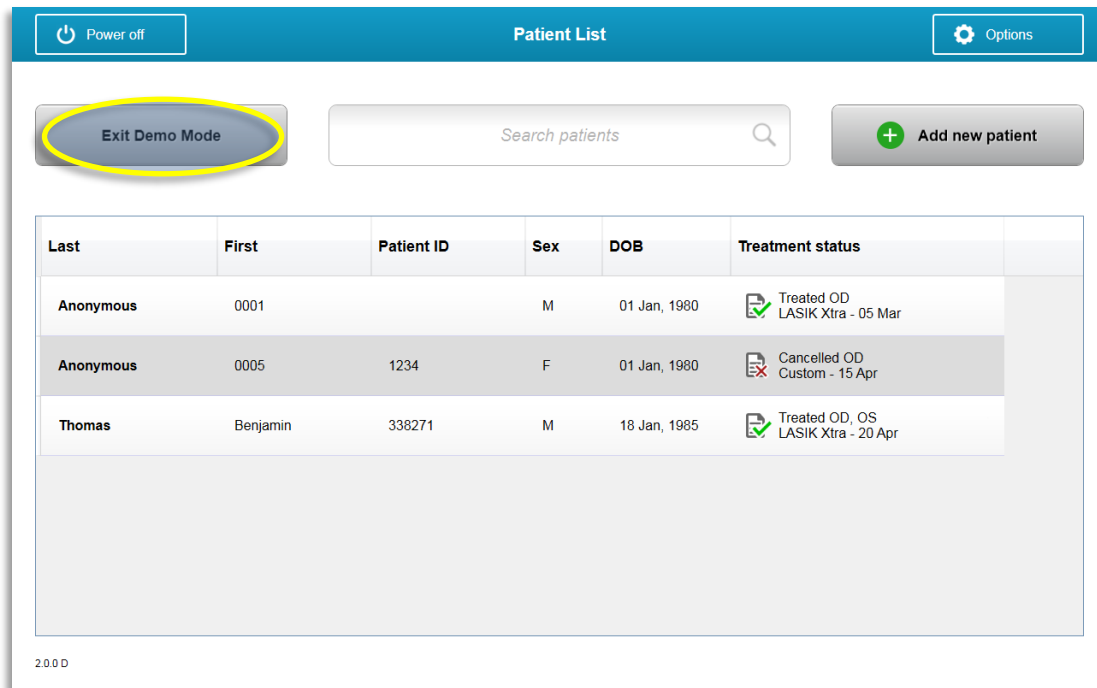 Power off
Patient List
Options
Exit Demo Mode
Search patients
Add new patient
Last First Patient ID Sex DOB Treatment status
Anonymous 0001 M 01 Jan, 1980 Treated OD
LASIK Xtra - 05 Mar
Anonymous 0005 1234 F 01 Jan, 1980 Cancelled OD
Custom - 15 Apr
Thomas Benjamin 338271 M 18 Jan, 1985 Treated OD, OS
LASIK Xtra - 20 Apr
2.0.0 D